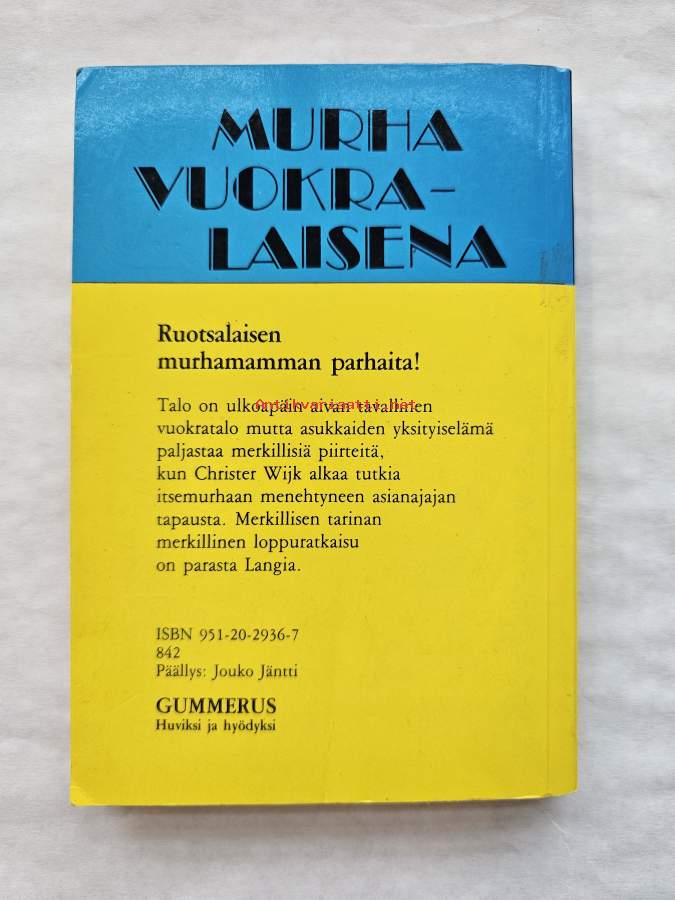 MURHA
VUOKRA-
LAISENA
Ruotsalaisen
murhamamman parhaita!
Talo on ulkoapäin aivan tavallinen
Antikvariaatti.net
vuokratalo mutta asukkaiden yksityiselämä
paljastaa merkillisiä piirteitä,
kun Christer Wijk alkaa tutkia
itsemurhaan menehtyneen asianajajan
tapausta. Merkillisen tarinan
merkillinen loppuratkaisu
on parasta Langia.
ISBN 951-20-2936-7
842
Päällys: Jouko Jäntti
GUMMERUS
Huviksi ja hyödyksi